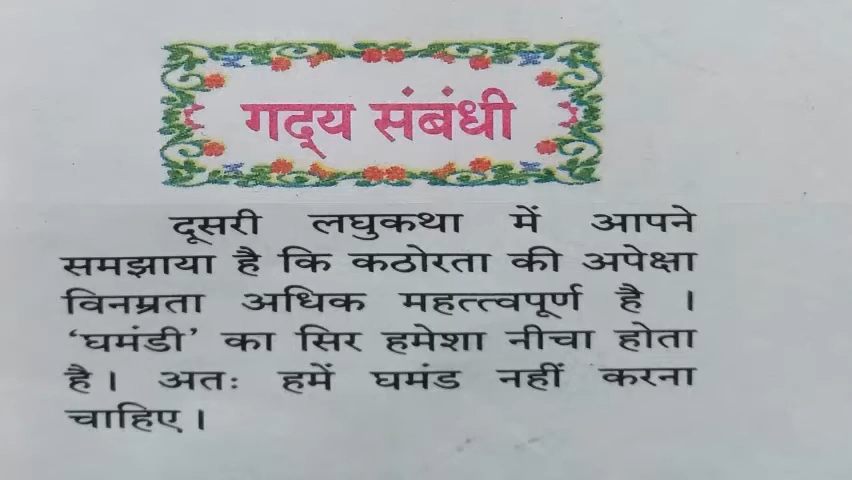 गद्य संबंधी
दूसरी लघुकथा में आपने
समझाया है कि कठोरता की अपेक्षा
विनम्रता अधिक महत्त्वपूर्ण है ।
‘घमंडी’ का सिर हमेशा नीचा होता
है । अतः हमें घमंड नहीं करना
चाहिए ।